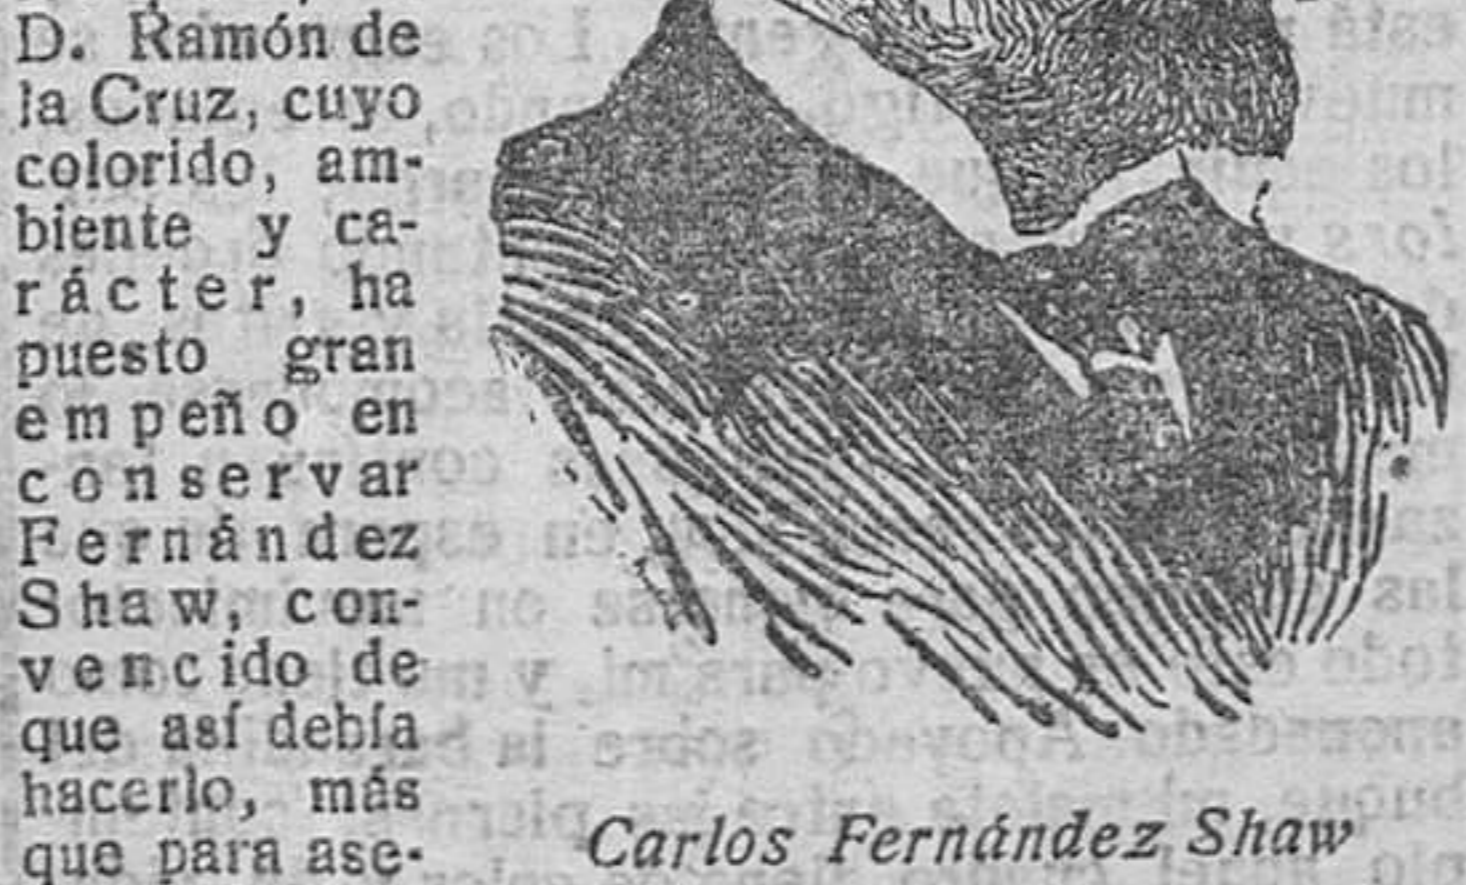 D. Ramón de
la Cruz, cuyo
colorido, am-
biente y ca-
rácter, ha
puesto gran
empeño en
conservar
Fernández
Shaw, con-
vencido de
que así debía
hacerlo, más
que para ase-
Carlos Fernández Shaw